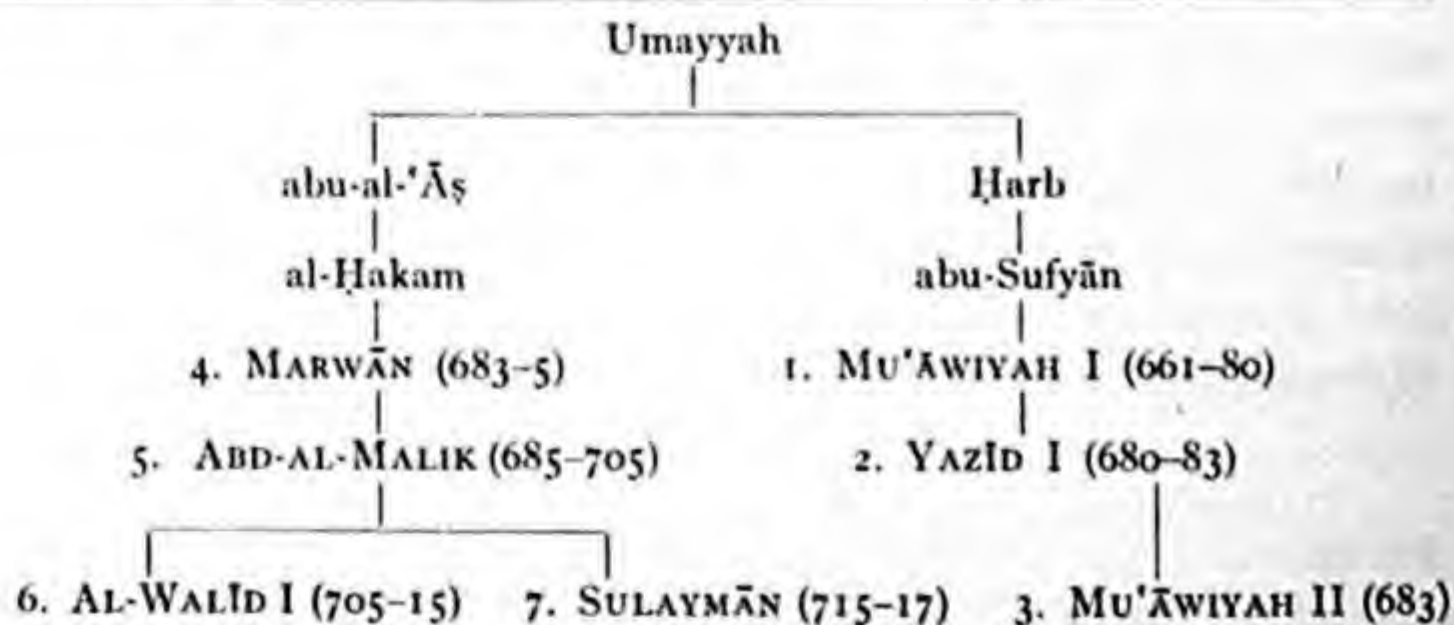 Umayyah
abu-al-'Āṣ Ḥarb
al-Ḥakam abu-Sufyān
4. MARWĀN (683–5) 1. MU'ĀWIYAH I (661–80)
5. ABD-AL-MALIK (685–705) 2. YAZĪD I (680–83)
6. AL-WALĪD I (705–15) 7. SULAYMĀN (715–17) 3. MU'ĀWIYAH II (683)